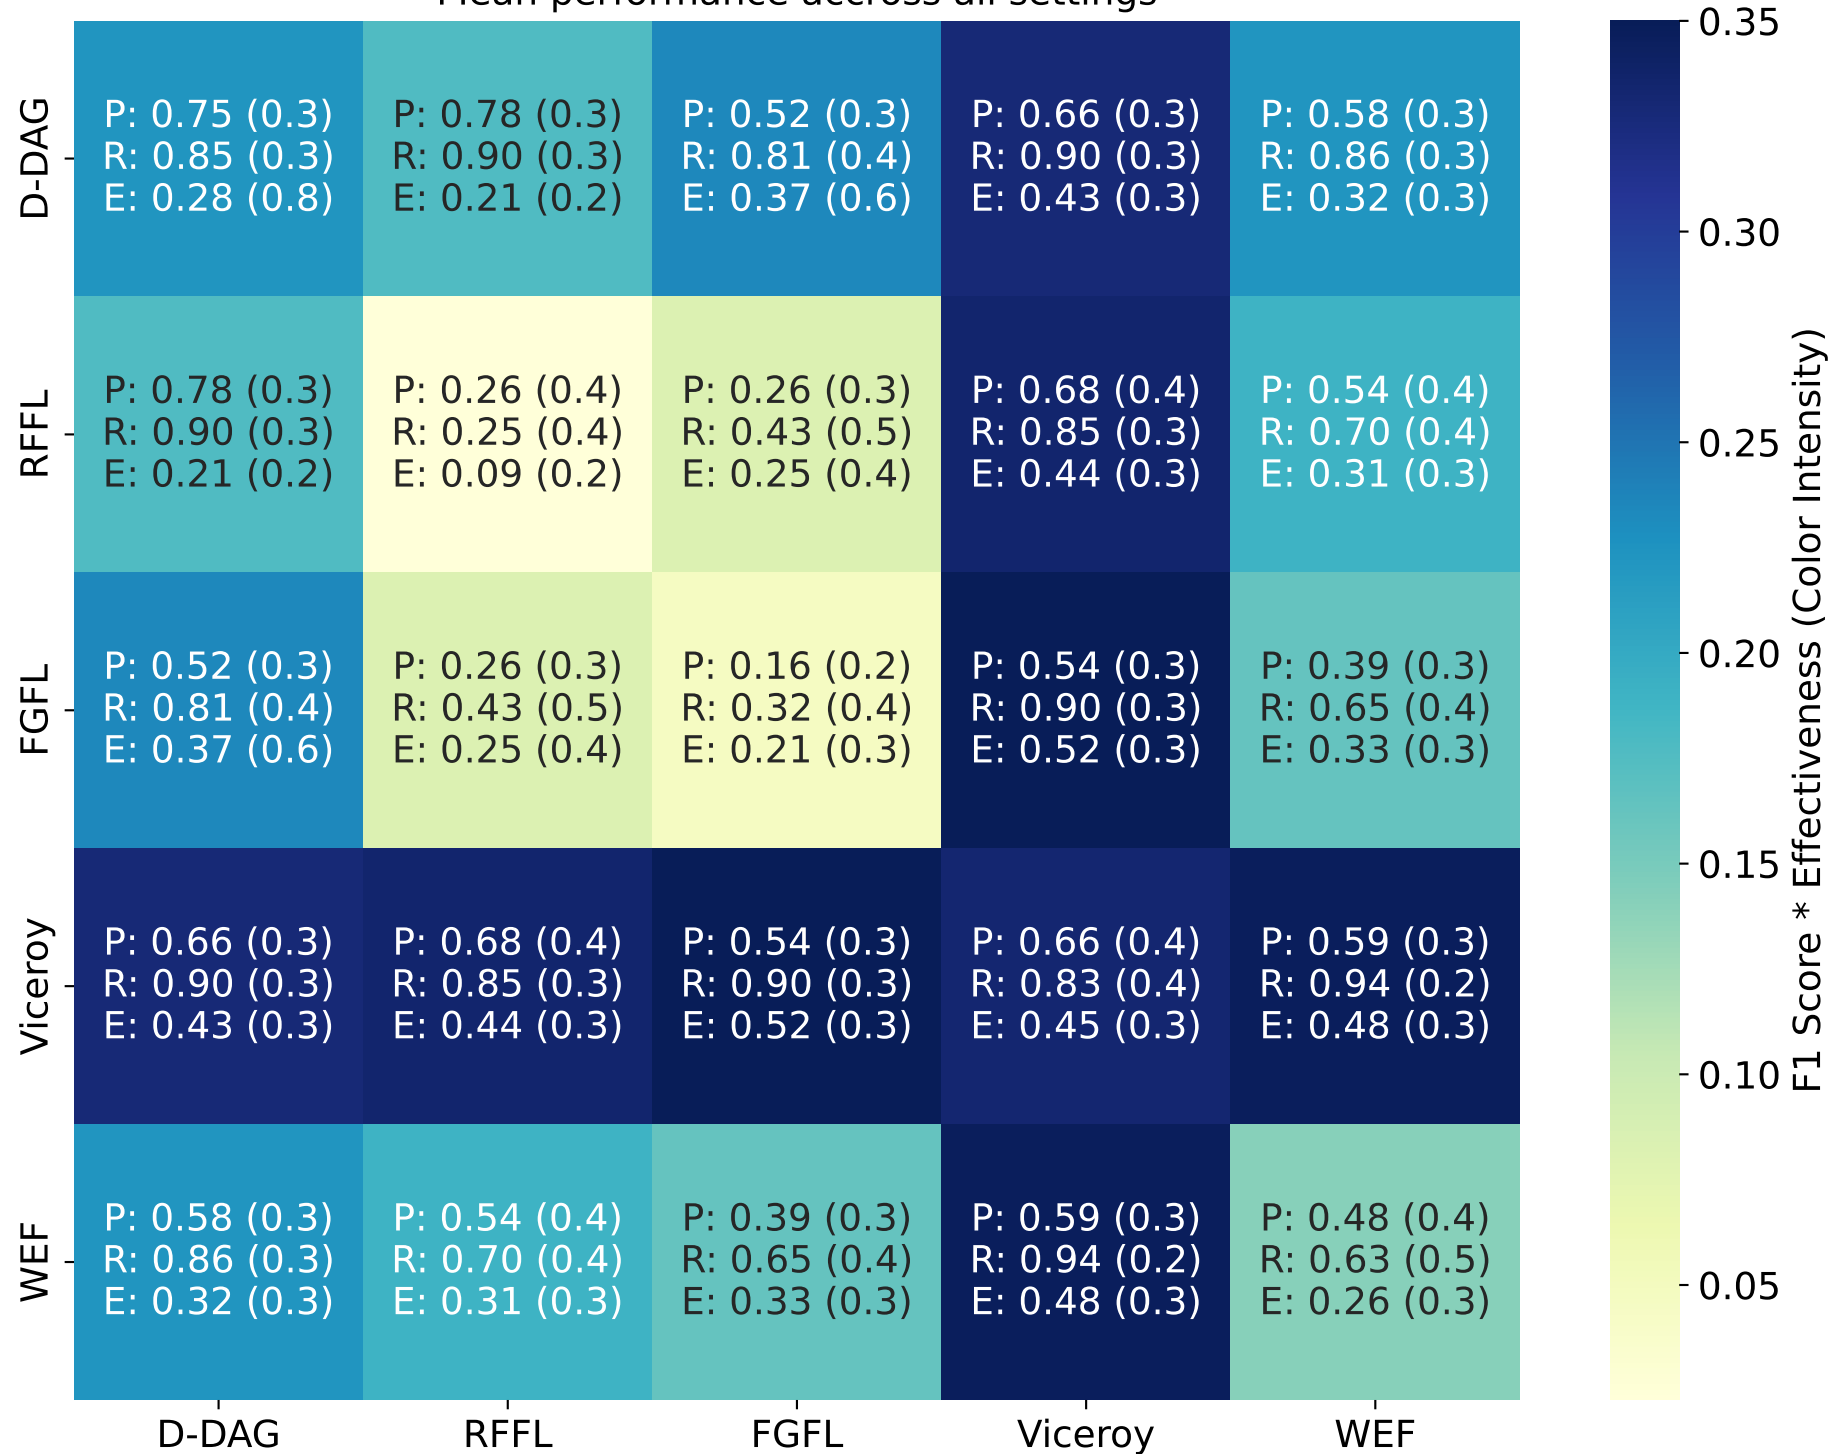 Mean performance accross all settings
D-DAG
P: 0.75 (0.3)
R: 0.85 (0.3)
E: 0.28 (0.8)
P: 0.78 (0.3)
R: 0.90 (0.3)
E: 0.21 (0.2)
P: 0.52 (0.3)
R: 0.81 (0.4)
E: 0.37 (0.6)
P: 0.66 (0.3)
R: 0.90 (0.3)
E: 0.43 (0.3)
P: 0.58 (0.3)
R: 0.86 (0.3)
E: 0.32 (0.3)
RFFL
P: 0.78 (0.3)
R: 0.90 (0.3)
E: 0.21 (0.2)
P: 0.26 (0.4)
R: 0.25 (0.4)
E: 0.09 (0.2)
P: 0.26 (0.3)
R: 0.43 (0.5)
E: 0.25 (0.4)
P: 0.68 (0.4)
R: 0.85 (0.3)
E: 0.44 (0.3)
P: 0.54 (0.4)
R: 0.70 (0.4)
E: 0.31 (0.3)
FGFL
P: 0.52 (0.3)
R: 0.81 (0.4)
E: 0.37 (0.6)
P: 0.26 (0.3)
R: 0.43 (0.5)
E: 0.25 (0.4)
P: 0.16 (0.2)
R: 0.32 (0.4)
E: 0.21 (0.3)
P: 0.54 (0.3)
R: 0.90 (0.3)
E: 0.52 (0.3)
P: 0.39 (0.3)
R: 0.65 (0.4)
E: 0.33 (0.3)
Viceroy
P: 0.66 (0.3)
R: 0.90 (0.3)
E: 0.43 (0.3)
P: 0.68 (0.4)
R: 0.85 (0.3)
E: 0.44 (0.3)
P: 0.54 (0.3)
R: 0.90 (0.3)
E: 0.52 (0.3)
P: 0.66 (0.4)
R: 0.83 (0.4)
E: 0.45 (0.3)
P: 0.59 (0.3)
R: 0.94 (0.2)
E: 0.48 (0.3)
WEF
P: 0.58 (0.3)
R: 0.86 (0.3)
E: 0.32 (0.3)
P: 0.54 (0.4)
R: 0.70 (0.4)
E: 0.31 (0.3)
P: 0.39 (0.3)
R: 0.65 (0.4)
E: 0.33 (0.3)
P: 0.59 (0.3)
R: 0.94 (0.2)
E: 0.48 (0.3)
P: 0.48 (0.4)
R: 0.63 (0.5)
E: 0.26 (0.3)
D-DAG
RFFL
FGFL
Viceroy
WEF
0.35
0.30
0.25
0.20
0.15
0.10
0.05
F1 Score * Effectiveness (Color Intensity)